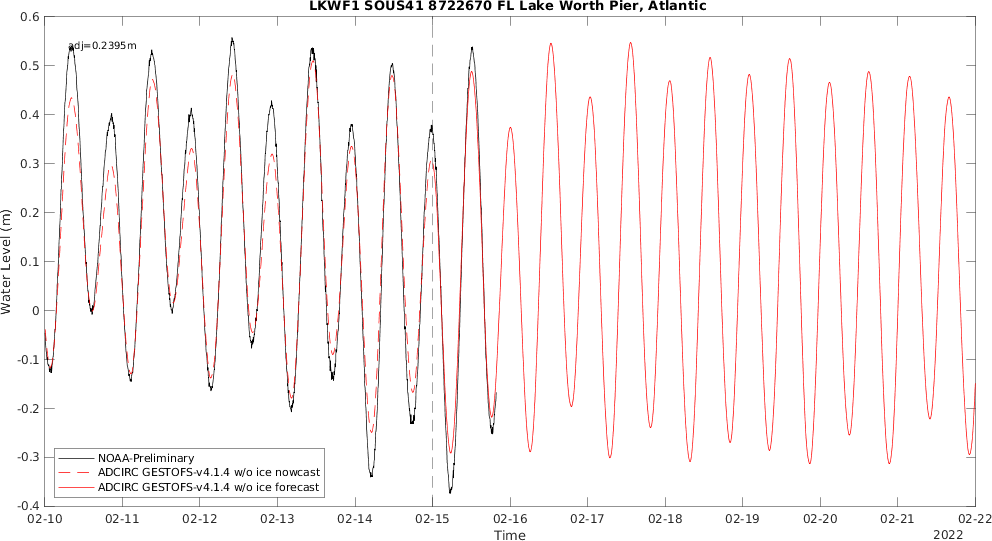 LKWF1 SOUS41 8722670 FL Lake Worth Pier, Atlantic
0.6
adj=0.2395m
0.5
0.4
0.3
0.2
0.1
0
-0.1
-0.2
-0.3
-0.4
Water Level (m)
NOAA-Preliminary
ADCIRC GESTOFS-v4.1.4 w/o ice nowcast
ADCIRC GESTOFS-v4.1.4 w/o ice forecast
02-10 02-11 02-12 02-13 02-14 02-15 02-16 02-17 02-18 02-19 02-20 02-21 02-22
Time
2022